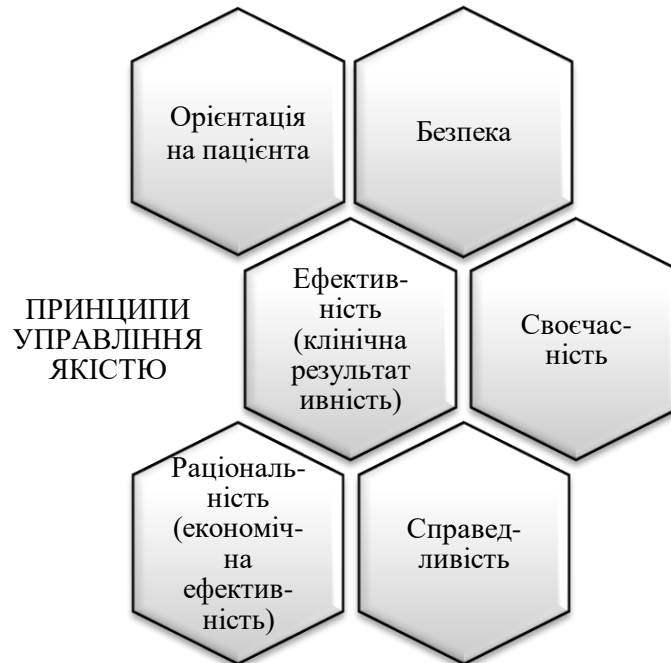 Орієнтація
на пацієнта
Безпека
ПРИНЦИПИ
УПРАВЛІННЯ
ЯКІСТЮ
Ефектив-
ність
(клінічна
результат
ивність)
Своєчас-
ність
Раціональ-
ність
(економіч-
на
ефектив-
ність)
Справед-
ливість